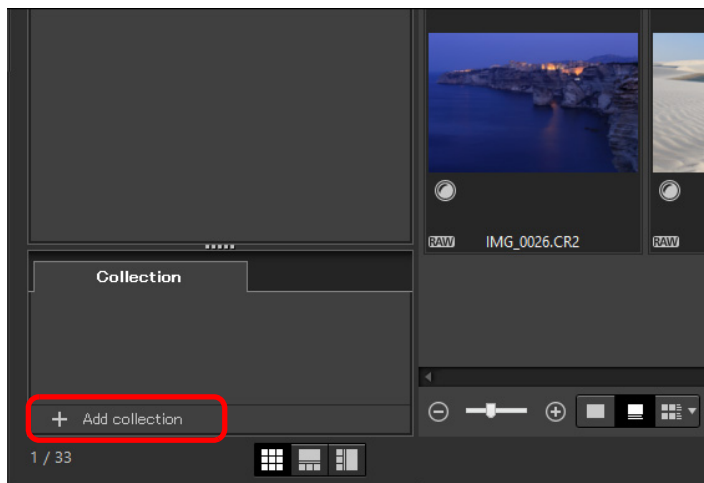 RAW
IMG_0026.CR2
RAW
Collection
+ Add collection
1 / 33